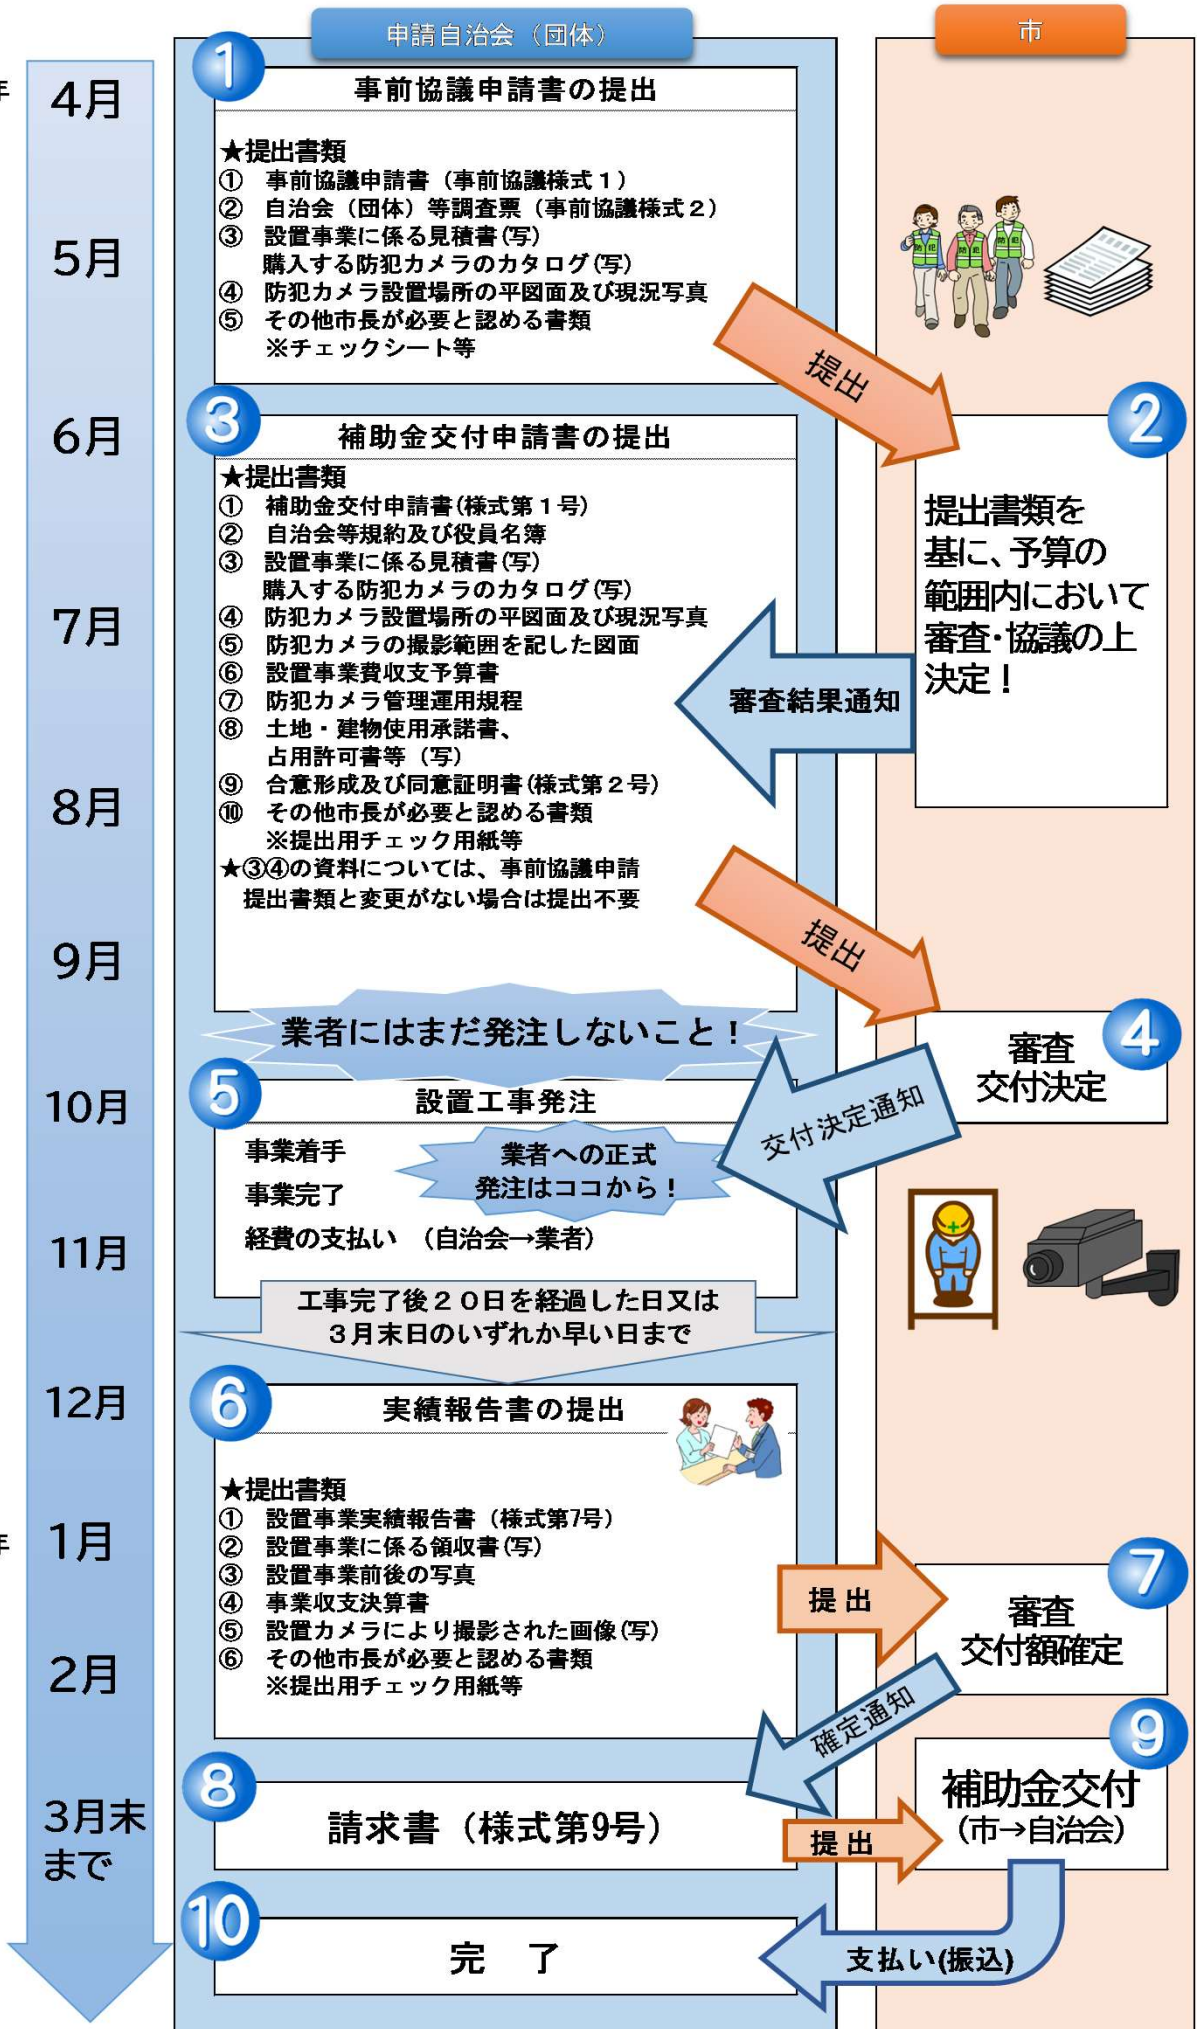 申請自治会（団体）
市
年
4月
5月
6月
7月
8月
9月
10月
11月
12月
年
1月
2月
3月末
まで
1
事前協議申請書の提出
★提出書類
① 事前協議申請書（事前協議様式１）
② 自治会（団体）等調査票（事前協議様式２）
③ 設置事業に係る見積書(写)
購入する防犯カメラのカタログ(写)
④ 防犯カメラ設置場所の平図面及び現況写真
⑤ その他市長が必要と認める書類
※チェックシート等
提出
防犯
防犯
防犯
2
提出書類を
基に、予算の
範囲内において
審査・協議の上
決定！
審査結果通知
3
補助金交付申請書の提出
★提出書類
① 補助金交付申請書(様式第１号)
② 自治会等規約及び役員名簿
③ 設置事業に係る見積書(写)
購入する防犯カメラのカタログ(写)
④ 防犯カメラ設置場所の平図面及び現況写真
⑤ 防犯カメラの撮影範囲を記した図面
⑥ 設置事業費収支予算書
⑦ 防犯カメラ管理運用規程
⑧ 土地・建物使用承諾書、
占用許可書等（写）
⑨ 合意形成及び同意証明書(様式第２号)
⑩ その他市長が必要と認める書類
※提出用チェック用紙等
★③④の資料については、事前協議申請
提出書類と変更がない場合は提出不要
提出
業者にはまだ発注しないこと！
4
審査
交付決定
交付決定通知
5
設置工事発注
事業着手
事業完了
経費の支払い （自治会→業者）
業者への正式
発注はココから！
工事完了後２０日を経過した日又は
３月末日のいずれか早い日まで
6
実績報告書の提出
★提出書類
① 設置事業実績報告書（様式第7号）
② 設置事業に係る領収書(写)
③ 設置事業前後の写真
④ 事業収支決算書
⑤ 設置カメラにより撮影された画像(写)
⑥ その他市長が必要と認める書類
※提出用チェック用紙等
提出
7
審査
交付額確定
確定通知
8
請求書（様式第9号）
提出
9
補助金交付
（市→自治会）
支払い(振込)
10
完 了